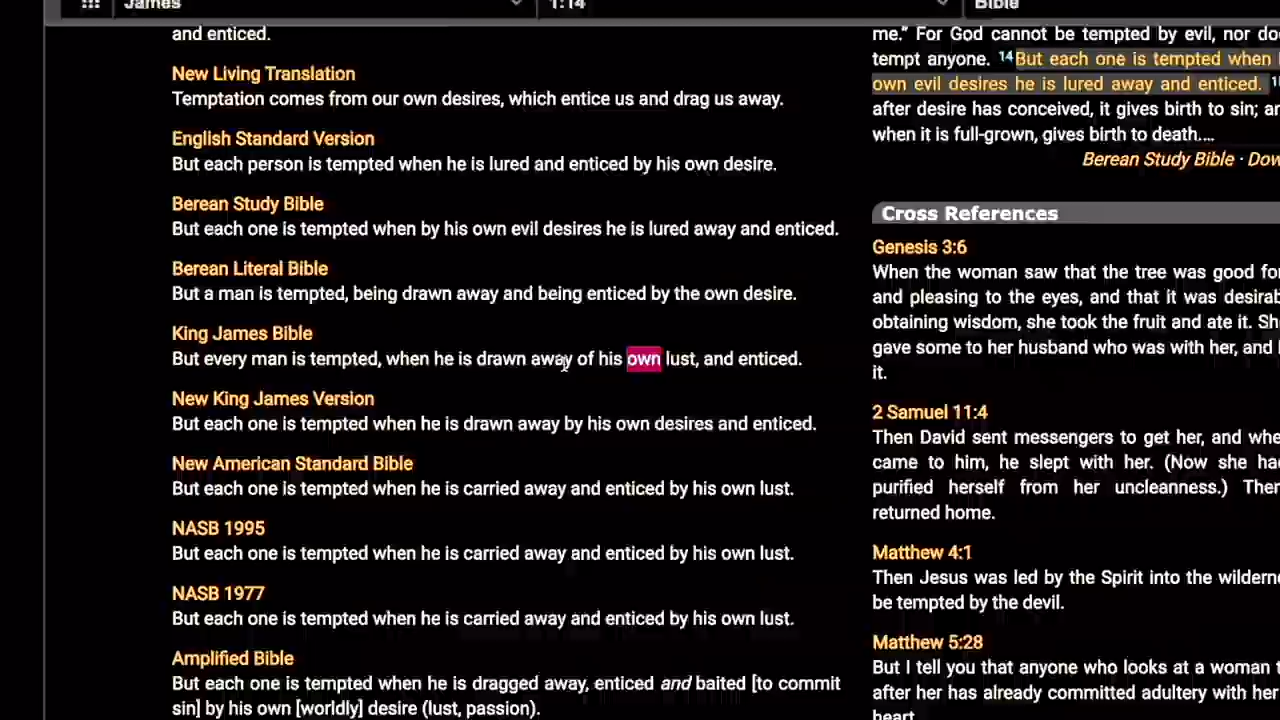 James
1:14
Bible
and enticed.
New Living Translation
Temptation comes from our own desires, which entice us and drag us away.
English Standard Version
But each person is tempted when he is lured and enticed by his own desire.
Berean Study Bible
But each one is tempted when by his own evil desires he is lured away and enticed.
Berean Literal Bible
But a man is tempted, being drawn away and being enticed by the own desire.
King James Bible
But every man is tempted, when he is drawn away of his own lust, and enticed.
New King James Version
But each one is tempted when he is drawn away by his own desires and enticed.
New American Standard Bible
But each one is tempted when he is carried away and enticed by his own lust.
NASB 1995
But each one is tempted when he is carried away and enticed by his own lust.
NASB 1977
But each one is tempted when he is carried away and enticed by his own lust.
Amplified Bible
But each one is tempted when he is dragged away, enticed and baited [to commit
sin] by his own [worldly] desire (lust, passion).
me.” For God cannot be tempted by evil, nor
tempt anyone. 14 But each one is tempted when
own evil desires he is lured away and enticed.
after desire has conceived, it gives birth to sin;
when it is full-grown, gives birth to death....
Berean Study Bible ·
Cross References
Genesis 3:6
When the woman saw that the tree was good
and pleasing to the eyes, and that it was
obtaining wisdom, she took the fruit and ate it.
gave some to her husband who was with her, and
it.
2 Samuel 11:4
Then David sent messengers to get her, and
came to him, he slept with her. (Now she
purified herself from her uncleanness.)
returned home.
Matthew 4:1
Then Jesus was led by the Spirit into the
be tempted by the devil.
Matthew 5:28
But I tell you that anyone who looks at a woman
after her has already committed adultery with her
heart.